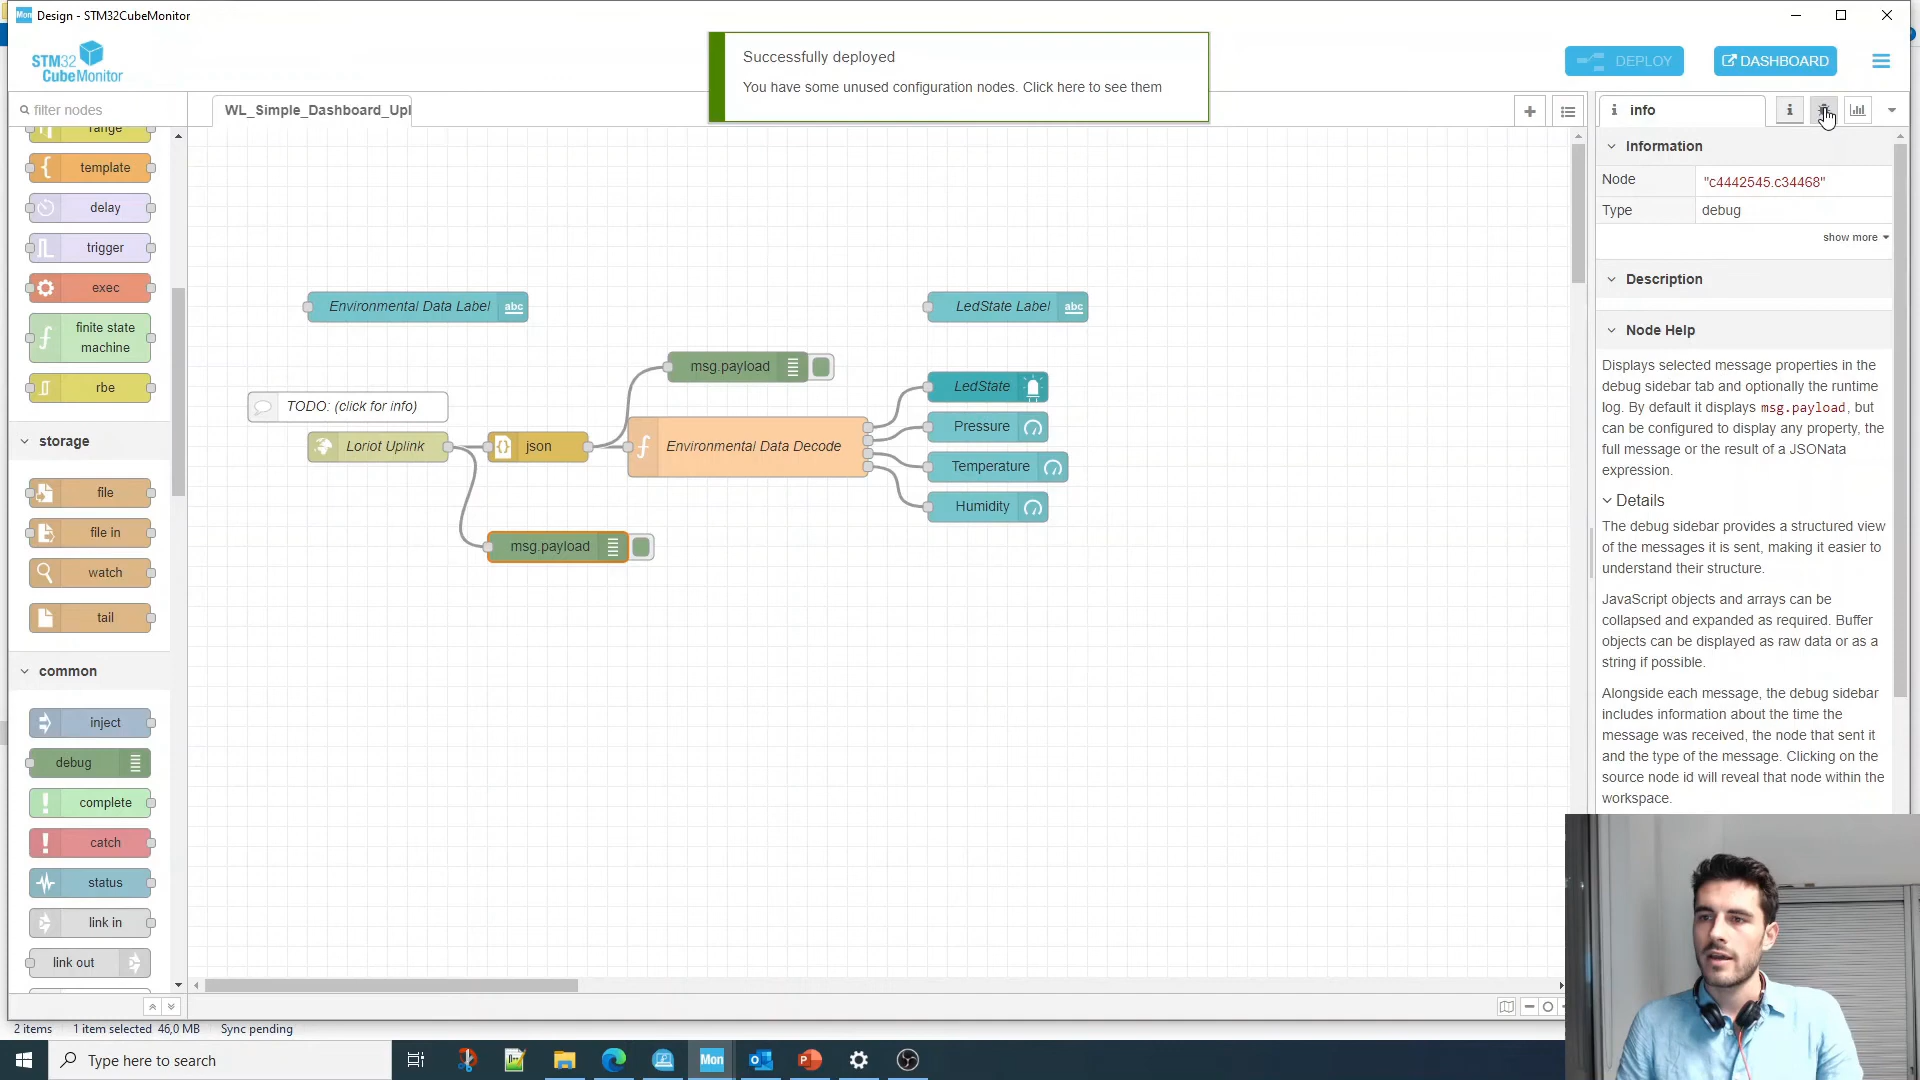 Mon Design - STM32CubeMonitor
STM32
CubeMonitor
Successfully deployed
You have some unused configuration nodes. Click here to see them
DEPLOY
DASHBOARD
filter nodes
WL_Simple_Dashboard_Upl
info
range
template
delay
trigger
exec
finite state
machine
rbe
storage
file
file in
watch
tail
common
inject
debug
complete
catch
status
link in
link out
Environmental Data Label abc
LedState Label abc
msg.payload
TODO: (click for info)
Loriot Uplink
json
Environmental Data Decode
LedState
Pressure
Temperature
Humidity
msg.payload
Information
Node "c4442545.c34468"
Type debug
show more
Description
Node Help
Displays selected message properties in the
debug sidebar tab and optionally the runtime
log. By default it displays msg.payload, but
can be configured to display any property, the
full message or the result of a JSONata
expression.
Details
The debug sidebar provides a structured view
of the messages it is sent, making it easier to
understand their structure.
JavaScript objects and arrays can be
collapsed and expanded as required. Buffer
objects can be displayed as raw data or as a
string if possible.
Alongside each message, the debug sidebar
includes information about the time the
message was received, the node that sent it
and the type of the message. Clicking on the
source node id will reveal that node within the
workspace.
2 items 1 item selected 46,0 MB Sync pending
Type here to search
Mon